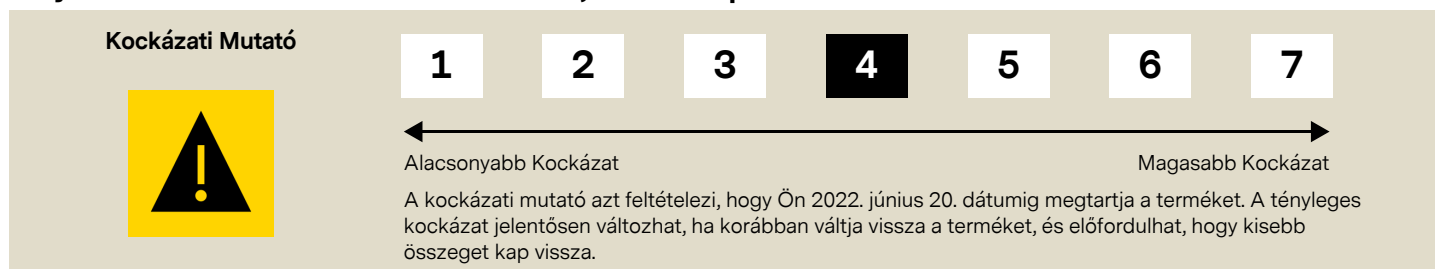 Kockázati Mutató
1 2 3 4 5 6 7
Alacsonyabb Kockázat Magasabb Kockázat
A kockázati mutató azt feltételezi, hogy Ön 2022. június 20. dátumig megtartja a terméket. A tényleges
kockázat jelentősen változhat, ha korábban váltja vissza a terméket, és előfordulhat, hogy kisebb
összeget kap vissza.